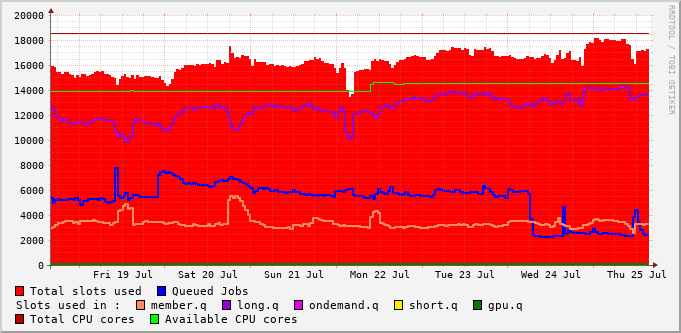 20000
18000
16000
14000
12000
10000
8000
6000
4000
2000
0
Fri 19 Jul Sat 20 Jul Sun 21 Jul Mon 22 Jul Tue 23 Jul Wed 24 Jul Thu 25 Jul
Total slots used Queued Jobs
Slots used in : member.q long.q ondemand.q short.q gpu.q
Total CPU cores Available CPU cores
RRDTOOL / TOBI OETIKER